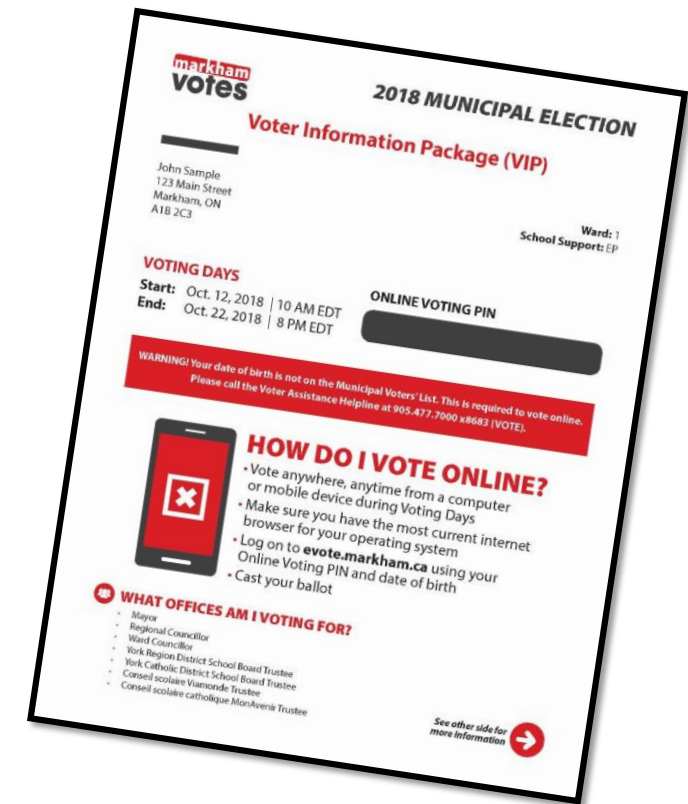 markham
votes
2018 MUNICIPAL ELECTION
Voter Information Package (VIP)
John Sample
123 Main Street
Markham, ON
A1B 2C3
Ward: 1
School Support: EP
VOTING DAYS
Start: Oct. 12, 2018 | 10 AM EDT
End: Oct. 22, 2018 | 8 PM EDT
ONLINE VOTING PIN
WARNING! Your date of birth is not on the Municipal Voters' List. This is required to vote online.
Please call the Voter Assistance Helpline at 905.477.7000 x8683 (VOTE).
HOW DO I VOTE ONLINE?
• Vote anywhere, anytime from a computer
or mobile device during Voting Days
• Make sure you have the most current internet
browser for your operating system
• Log on to evote.markham.ca using your
Online Voting PIN and date of birth
• Cast your ballot
WHAT OFFICES AM I VOTING FOR?
• Mayor
• Regional Councillor
• Ward Councillor
• York Region District School Board Trustee
• York Catholic District School Board Trustee
• Conseil scolaire Viamonde Trustee
• Conseil scolaire catholique MonAvenir Trustee
See other side for
more information